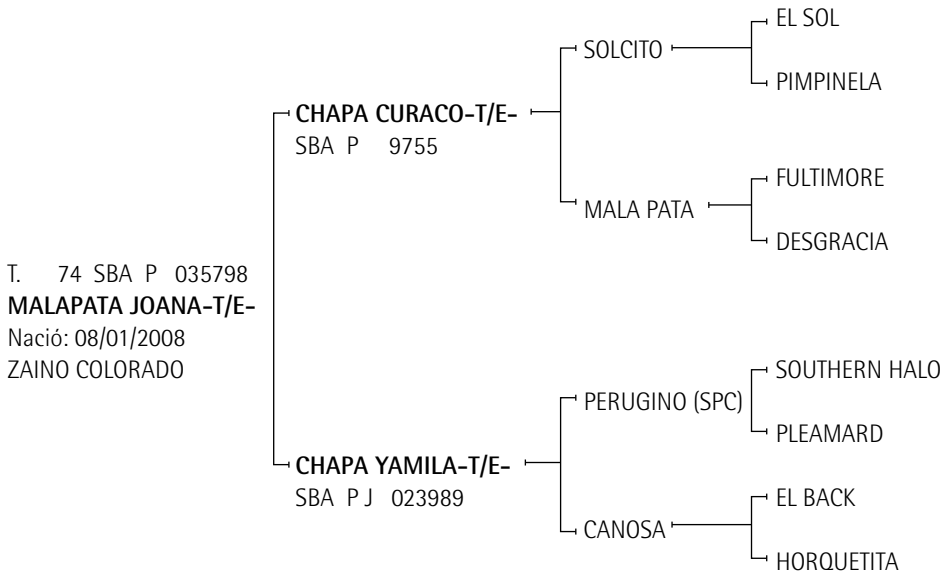 EL SOL
SOLCITO
PIMPINELA
CHAPA CURACO-T/E-
SBA P 9755
FULTIMORE
MALA PATA
DESGRACIA
T. 74 SBA P 035798
MALAPATA JOANA-T/E-
Nació: 08/01/2008
ZAINO COLORADO
SOUTHERN HALO
PERUGINO (SPC)
PLEAMARD
CHAPA YAMILA-T/E-
SBA P J 023989
EL BACK
CANOSA
HORQUETITA